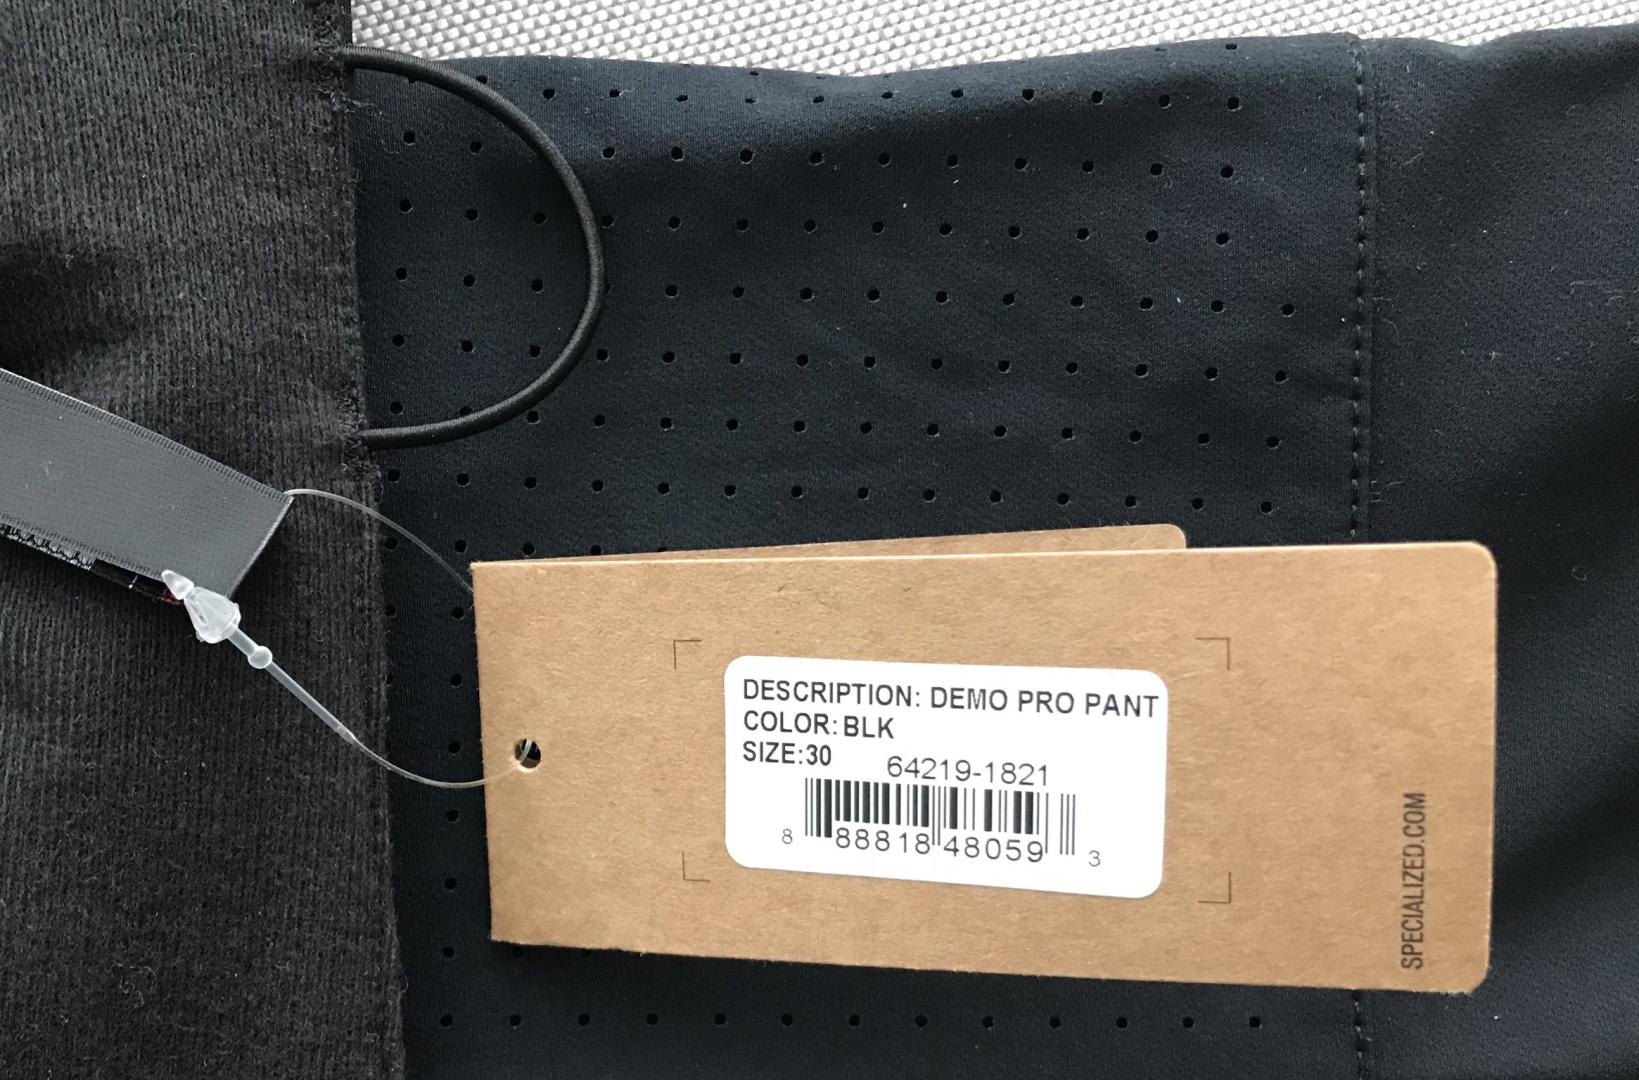 DESCRIPTION: DEMO PRO PANT
COLOR: BLK
SIZE:30
64219-1821
8 88818 48059 3
SPECIALIZED.COM